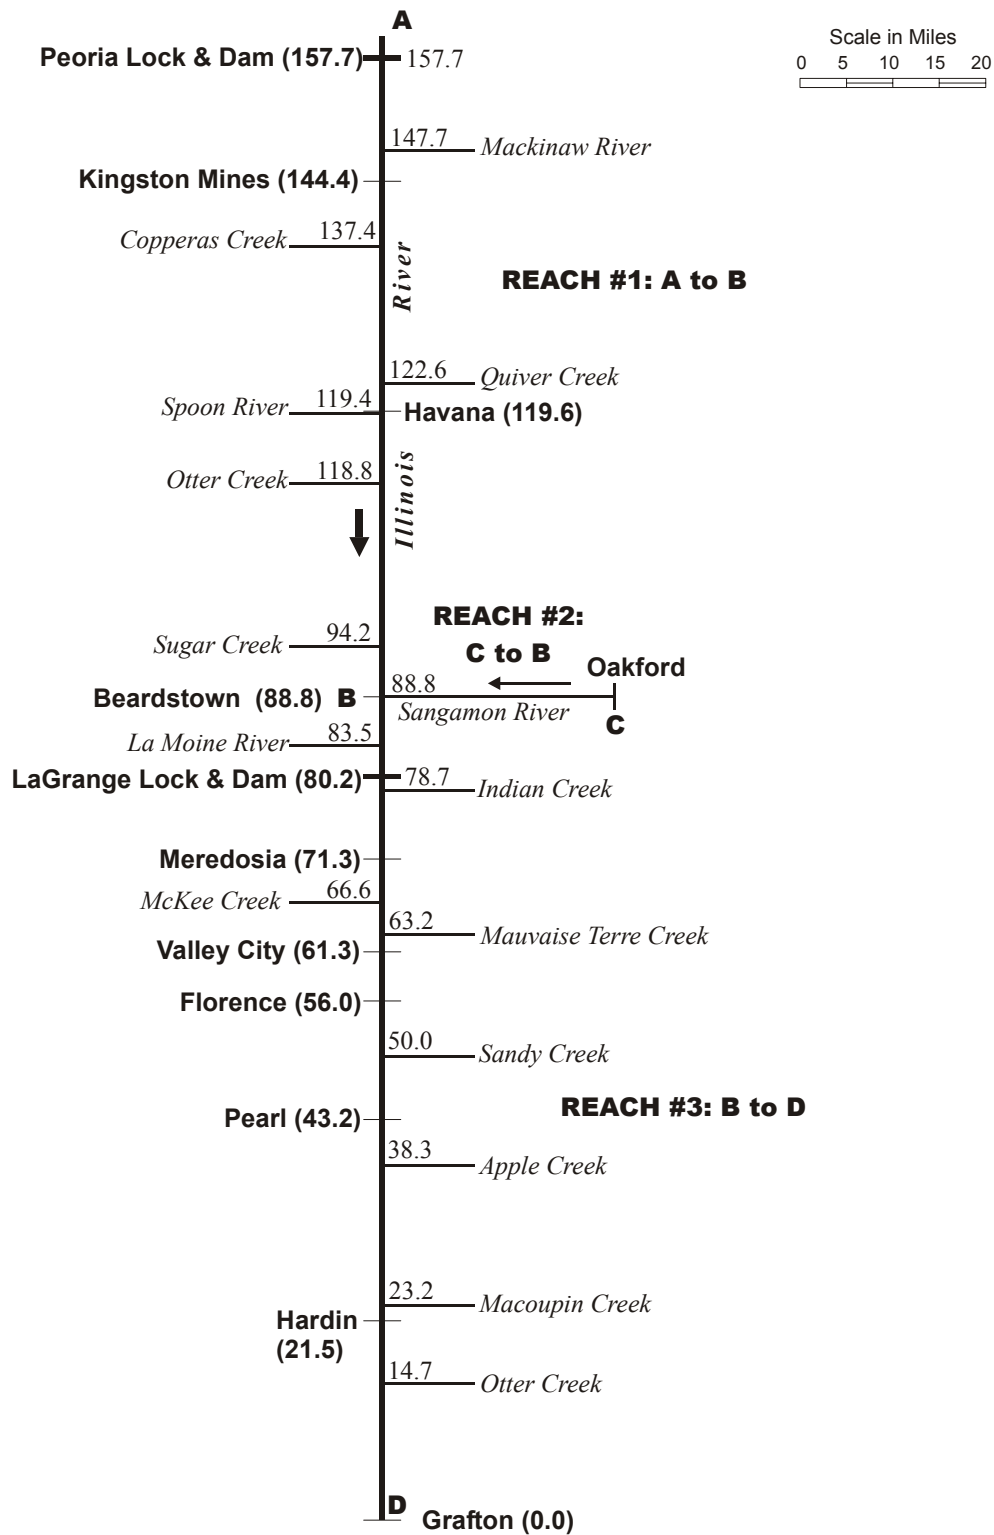 A
Scale in Miles
0 5 10 15 20
Peoria Lock & Dam (157.7) 157.7
147.7 Mackinaw River
Kingston Mines (144.4)
Copperas Creek 137.4
River
REACH #1: A to B
122.6 Quiver Creek
Spoon River 119.4 Havana (119.6)
Otter Creek 118.8
Illinois
REACH #2:
C to B
Sugar Creek 94.2
Oakford
Beardstown (88.8) B 88.8
Sangamon River C
La Moine River 83.5
LaGrange Lock & Dam (80.2) 78.7 Indian Creek
Meredosia (71.3)
McKee Creek 66.6
63.2 Mauvaise Terre Creek
Valley City (61.3)
Florence (56.0)
50.0 Sandy Creek
REACH #3: B to D
Pearl (43.2)
38.3 Apple Creek
23.2 Macoupin Creek
Hardin
(21.5)
14.7 Otter Creek
D Grafton (0.0)